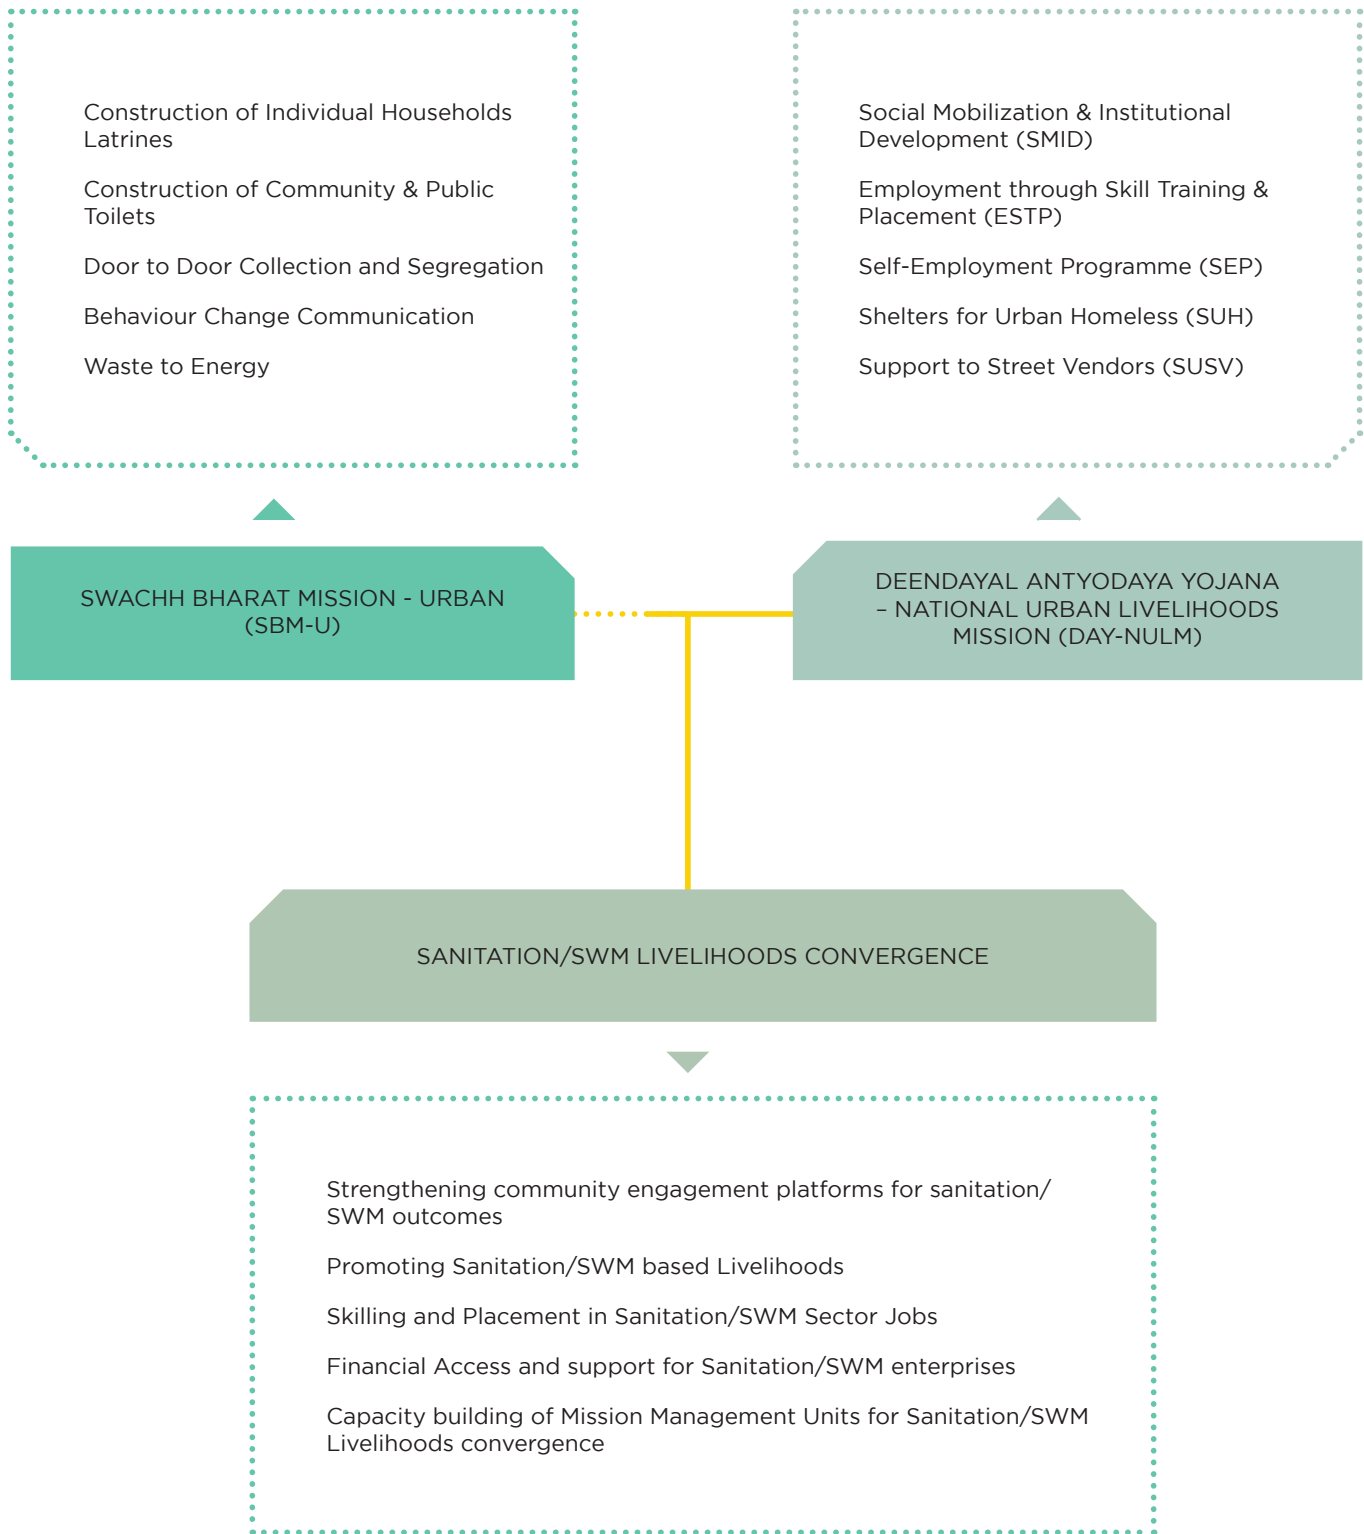 Construction of Individual Households
Latrines
Construction of Community & Public
Toilets
Door to Door Collection and Segregation
Behaviour Change Communication
Waste to Energy
Social Mobilization & Institutional
Development (SMID)
Employment through Skill Training &
Placement (ESTP)
Self-Employment Programme (SEP)
Shelters for Urban Homeless (SUH)
Support to Street Vendors (SUSV)
SWACHH BHARAT MISSION - URBAN
(SBM-U)
DEENDAYAL ANTYODAYA YOJANA
– NATIONAL URBAN LIVELIHOODS
MISSION (DAY-NULM)
SANITATION/SWM LIVELIHOODS CONVERGENCE
Strengthening community engagement platforms for sanitation/
SWM outcomes
Promoting Sanitation/SWM based Livelihoods
Skilling and Placement in Sanitation/SWM Sector Jobs
Financial Access and support for Sanitation/SWM enterprises
Capacity building of Mission Management Units for Sanitation/SWM
Livelihoods convergence